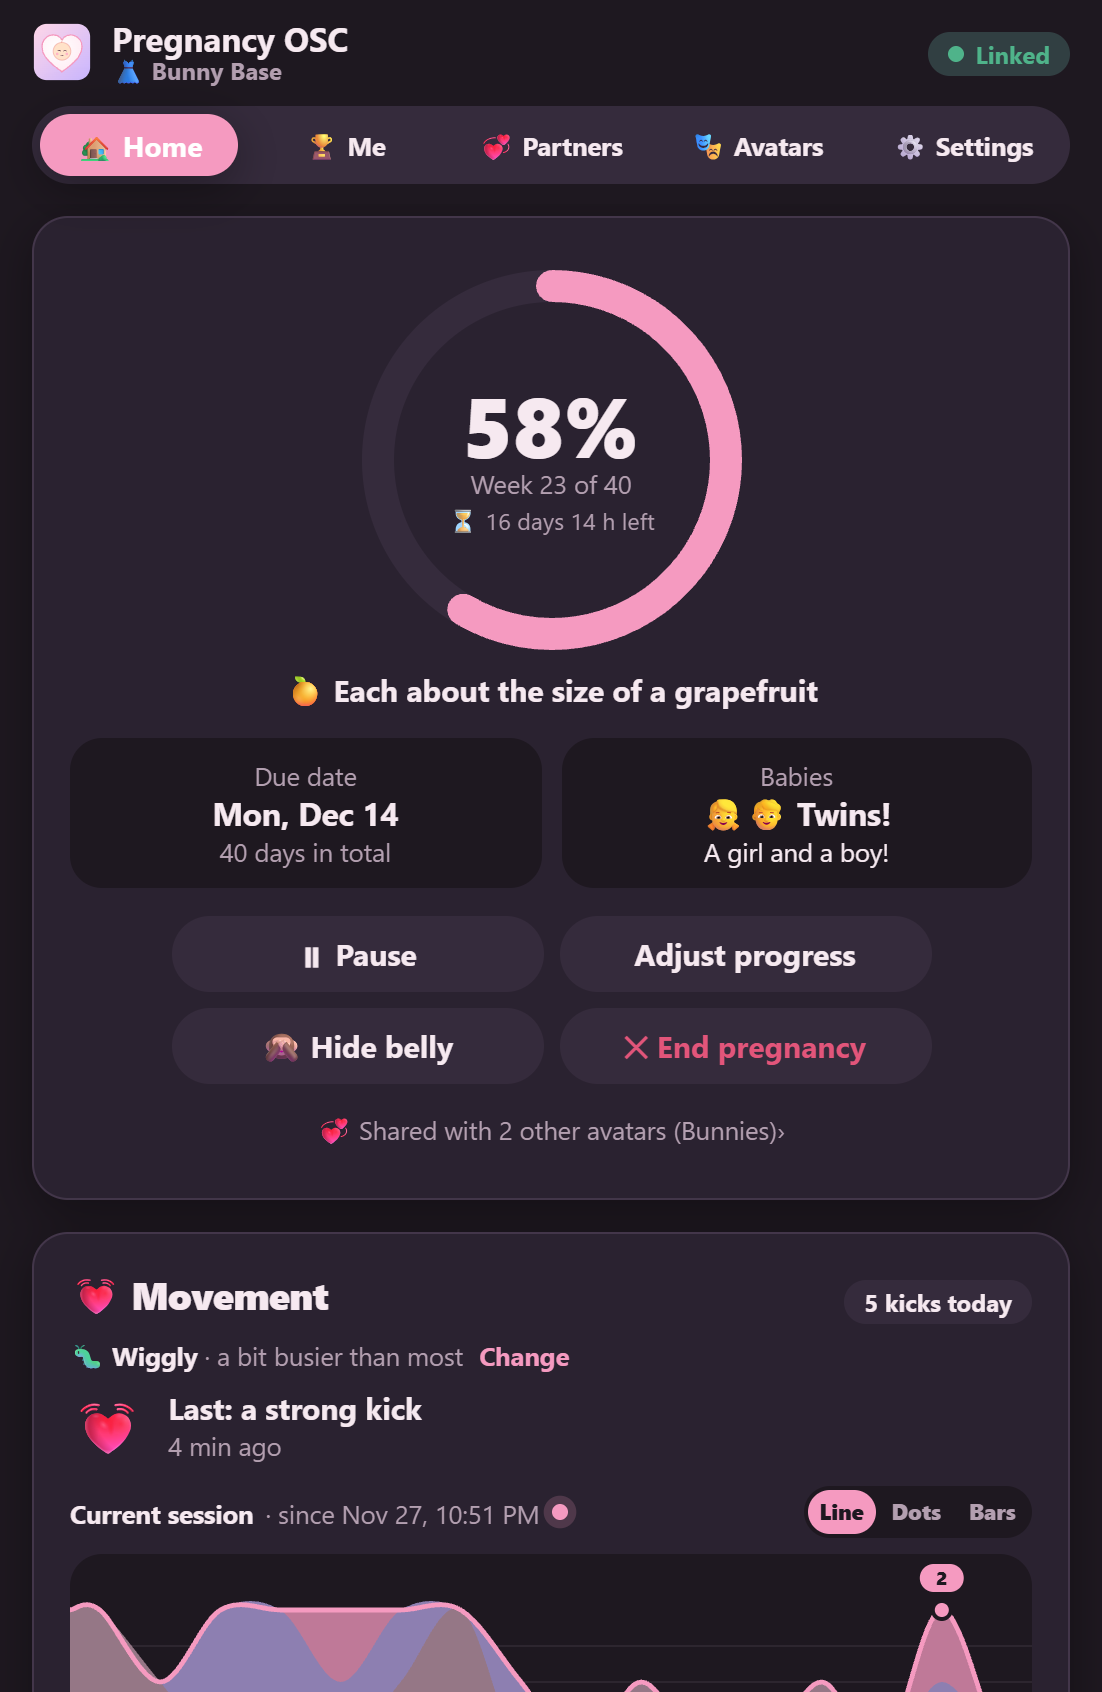 Pregnancy OSC
👗 Bunny Base
Linked
🏡 Home
🏆 Me
💞 Partners
🎭 Avatars
⚙️ Settings
58%
Week 23 of 40
⏳ 16 days 14 h left
🍊 Each about the size of a grapefruit
Due date
Mon, Dec 14
40 days in total
Babies
👧 👦 Twins!
A girl and a boy!
⏸ Pause
Adjust progress
🙈 Hide belly
✕ End pregnancy
💞 Shared with 2 other avatars (Bunnies)›
💓 Movement
5 kicks today
🐛 Wiggly · a bit busier than most Change
Last: a strong kick
4 min ago
Current session · since Nov 27, 10:51 PM
Line
Dots
Bars
2